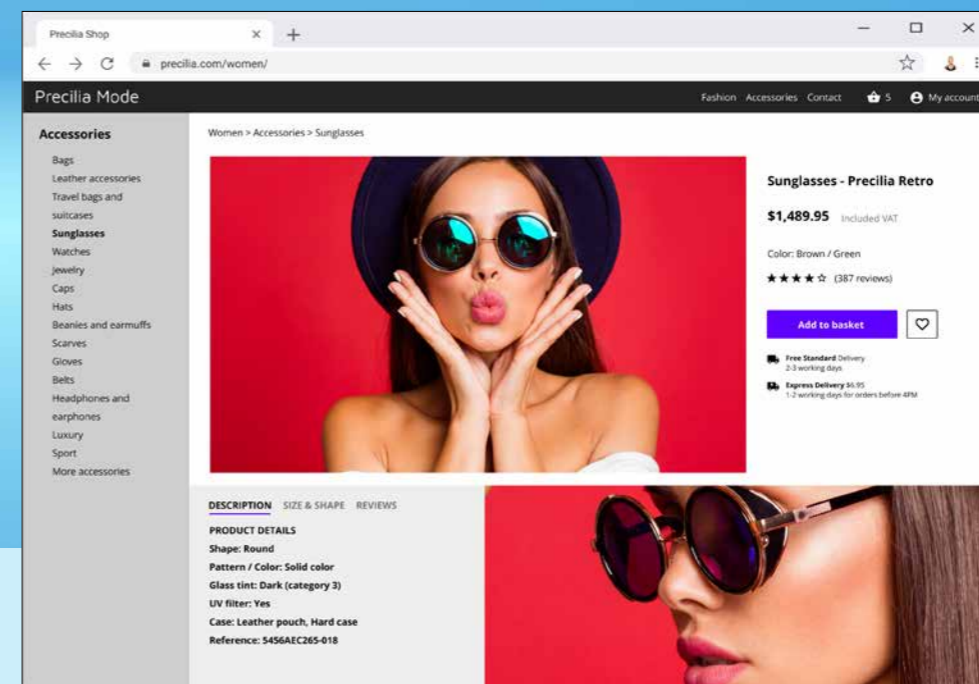 Precilia Shop
precilia.com/women/
Precilia Mode
Fashion Accessories Contact 5 My account
Accessories
Bags
Leather accessories
Travel bags and
suitcases
Sunglasses
Watches
Jewelry
Caps
Hats
Beanies and earmuffs
Scarves
Gloves
Belts
Headphones and
earphones
Luxury
Sport
More accessories
Women > Accessories > Sunglasses
Sunglasses - Precilia Retro
$1,489.95 Included VAT
Color: Brown / Green
(387 reviews)
Add to basket
Free Standard Delivery
2-3 working days
Express Delivery $6.95
1-2 working days for orders before 4PM
DESCRIPTION SIZE & SHAPE REVIEWS
PRODUCT DETAILS
Shape: Round
Pattern / Color: Solid color
Glass tint: Dark (category 3)
UV filter: Yes
Case: Leather pouch, Hard case
Reference: 5456AEC265-018